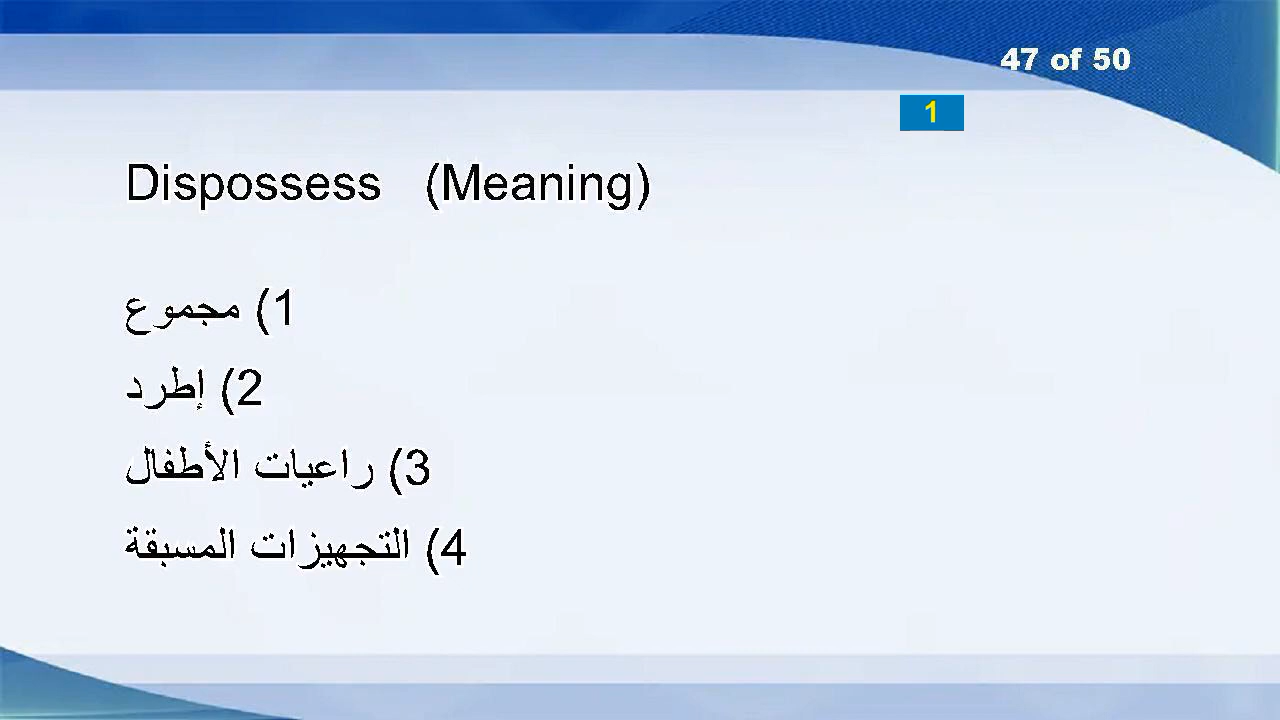 47 of 50
1
Dispossess (Meaning)
1) مجموع
2) إطرد
3) راعيات الأطفال
4) التجهيزات المسبقة